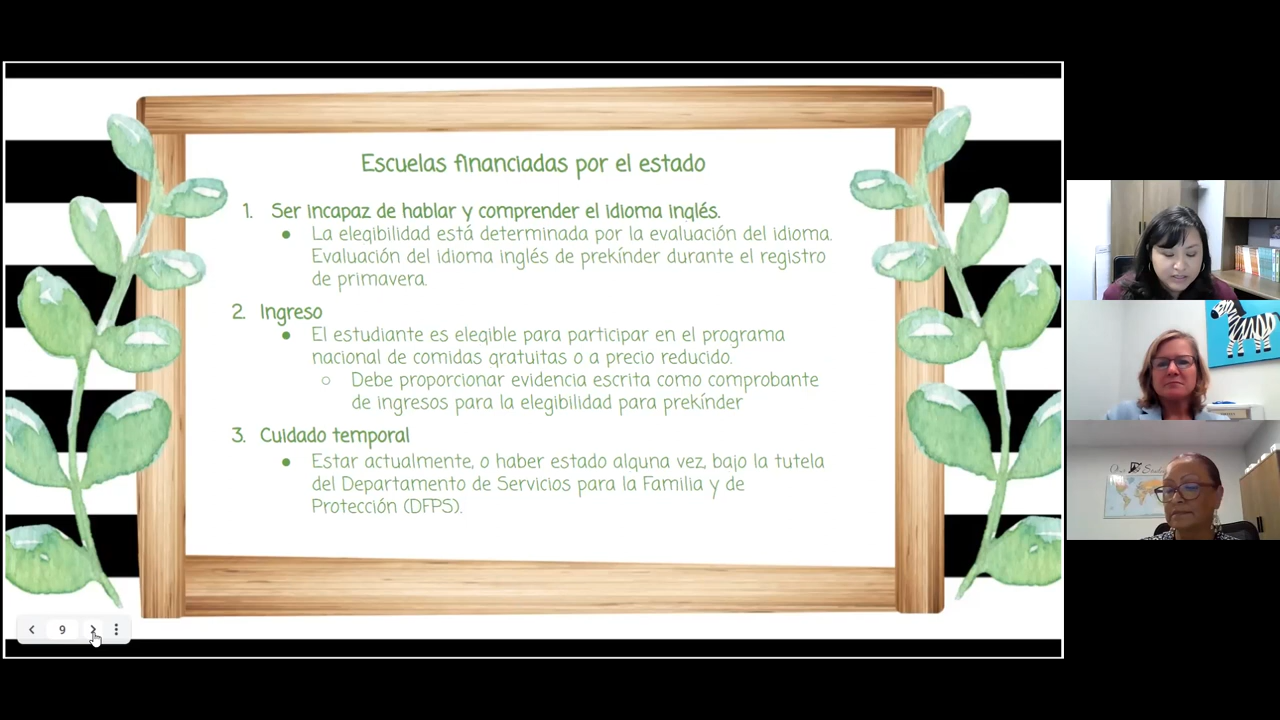 Escuelas financiadas por el estado
1. Ser incapaz de hablar y comprender el idioma inglés.
● La elegibilidad está determinada por la evaluación del idioma.
Evaluación del idioma inglés de prekínder durante el registro
de primavera.
2. Ingreso
● El estudiante es elegible para participar en el programa
nacional de comidas gratuitas o a precio reducido.
○ Debe proporcionar evidencia escrita como comprobante
de ingresos para la elegibilidad para prekínder
3. Cuidado temporal
● Estar actualmente, o haber estado alguna vez, bajo la tutela
del Departamento de Servicios para la Familia y de
Protección (DFPS).
9